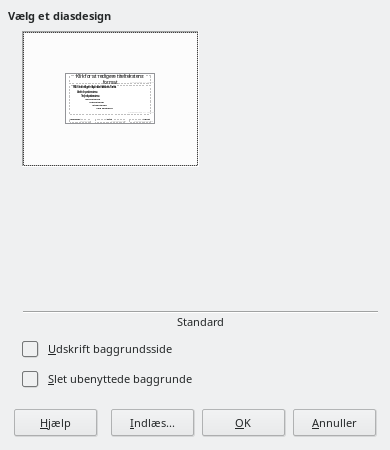 Vælg et diasdesign
Klik for at redigere titeltekstens
format
Standard
Udskrift baggrundsside
Slet ubenyttede baggrunde
Hjælp
Indlæs...
OK
Annuller